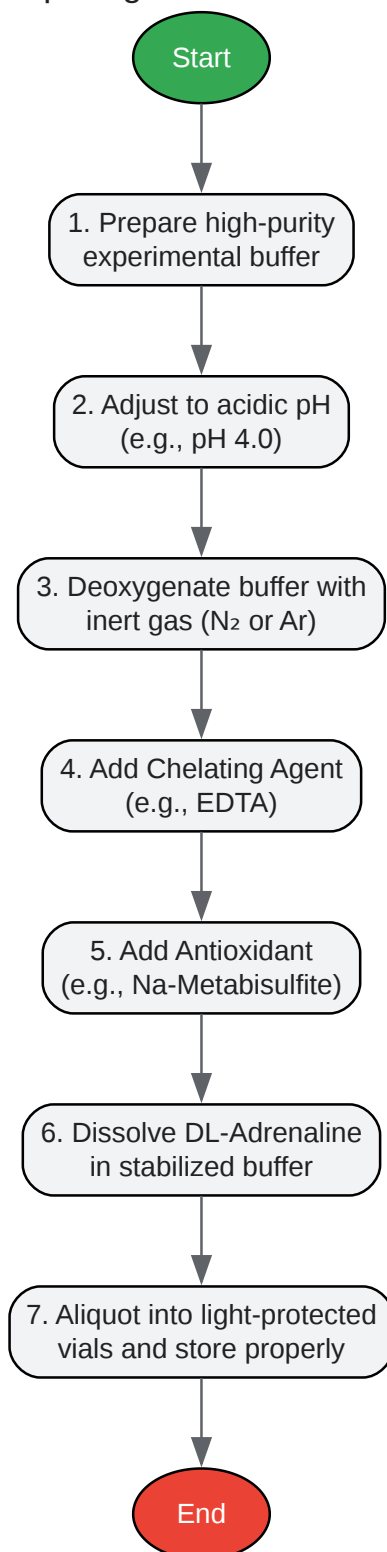 Start
1. Prepare high-purity
experimental buffer
2. Adjust to acidic pH
(e.g., pH 4.0)
3. Deoxygenate buffer with
inert gas (N₂ or Ar)
4. Add Chelating Agent
(e.g., EDTA)
5. Add Antioxidant
(e.g., Na-Metabisulfite)
6. Dissolve DL-Adrenaline
in stabilized buffer
7. Aliquot into light-protected
vials and store properly
End